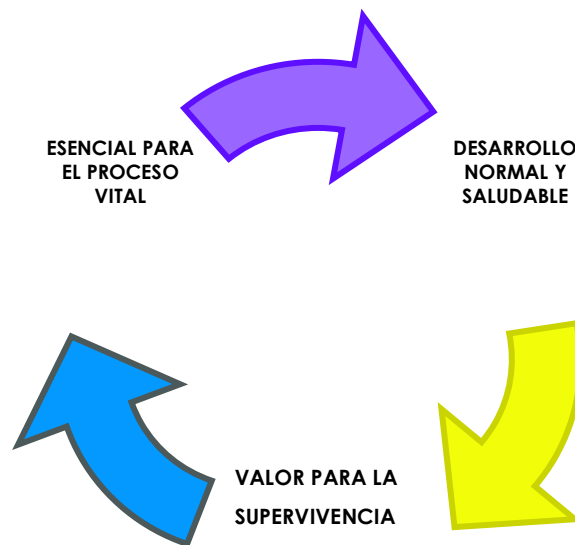 ESENCIAL PARA
EL PROCESO
VITAL
DESARROLLO
NORMAL Y
SALUDABLE
VALOR PARA LA
SUPERVIVENCIA